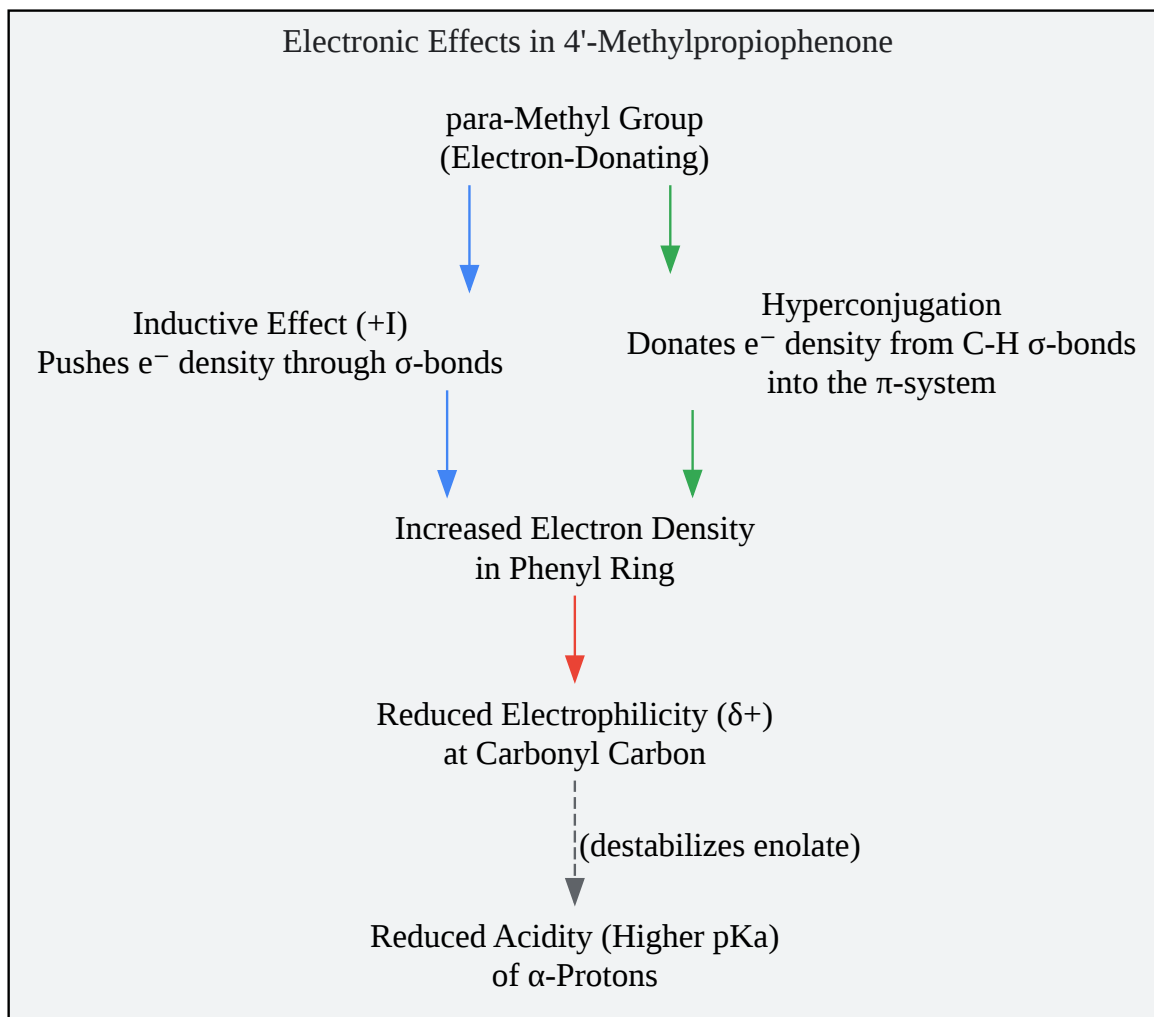 Electronic Effects in 4'-Methylpropiophenone
para-Methyl Group
(Electron-Donating)
Inductive Effect (+I)
Pushes e⁻ density through σ-bonds
Hyperconjugation
Donates e⁻ density from C-H σ-bonds
into the π-system
Increased Electron Density
in Phenyl Ring
Reduced Electrophilicity (δ+)
at Carbonyl Carbon
(destabilizes enolate)
Reduced Acidity (Higher pKa)
of α-Protons